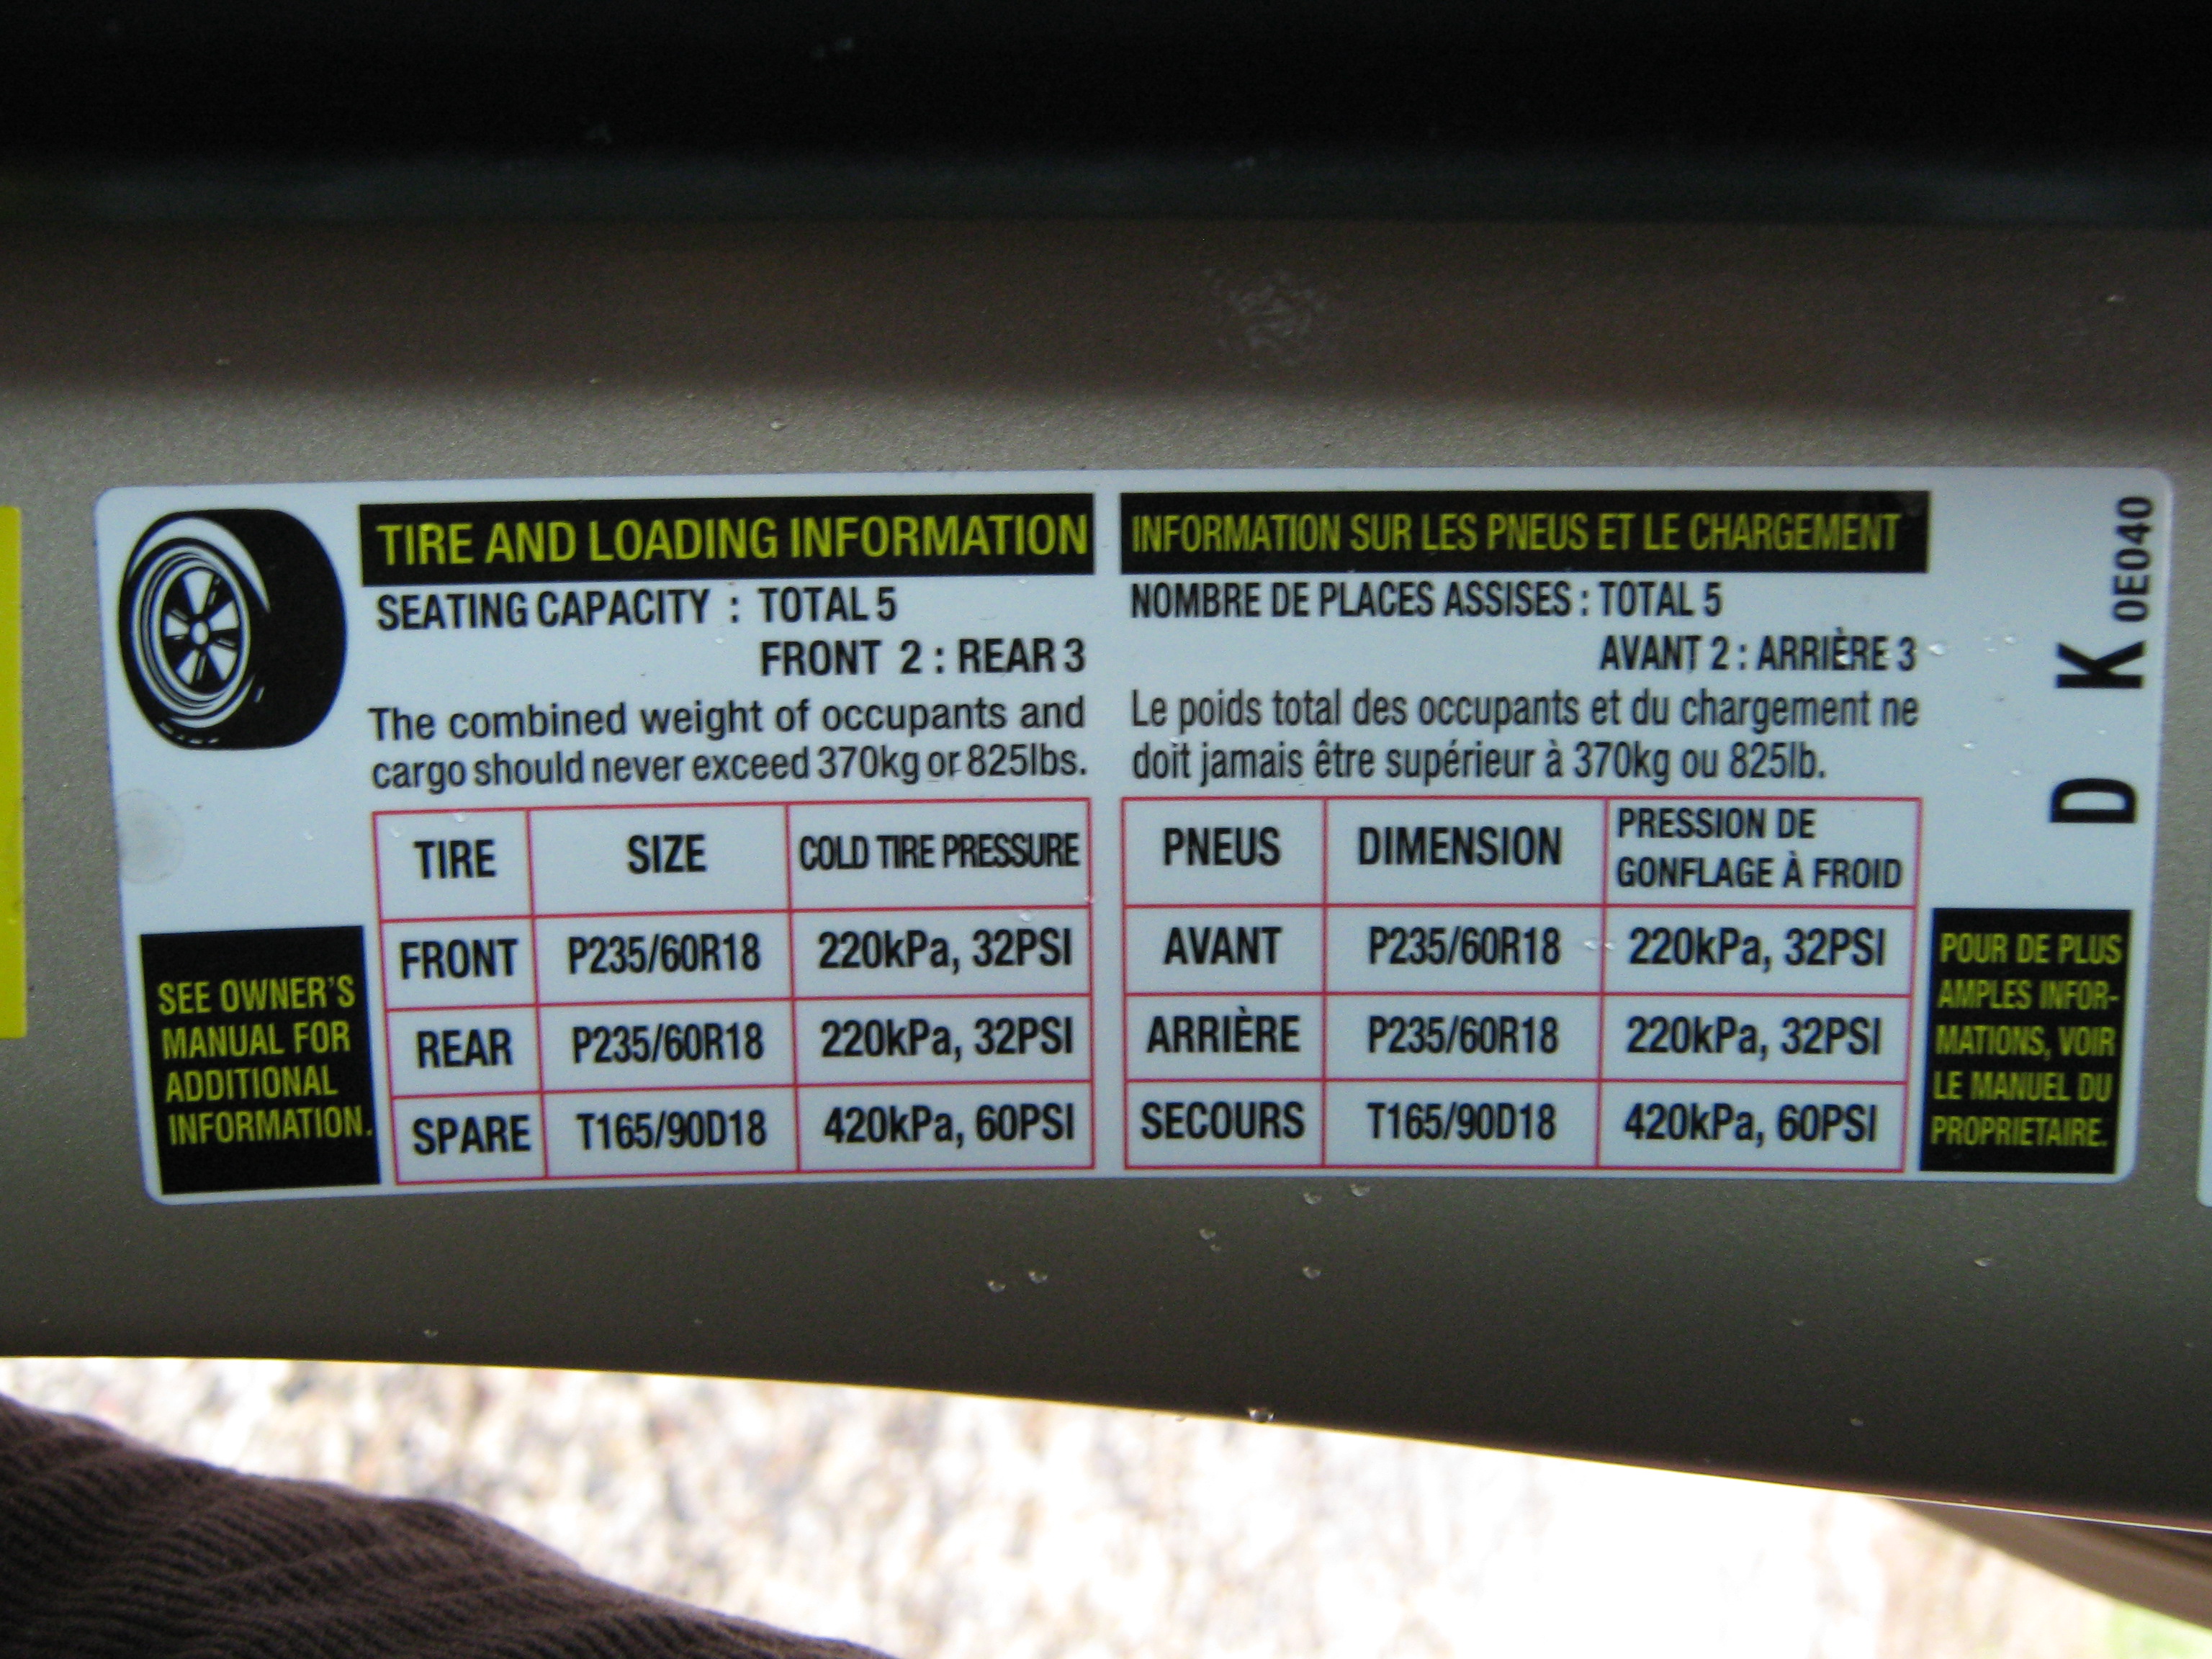 TIRE AND LOADING INFORMATION
SEATING CAPACITY : TOTAL 5
FRONT 2 : REAR 3
The combined weight of occupants and
cargo should never exceed 370kg or 825lbs.
TIRE SIZE COLD TIRE PRESSURE
FRONT P235/60R18 220kPa, 32PSI
REAR P235/60R18 220kPa, 32PSI
SPARE T165/90D18 420kPa, 60PSI
SEE OWNER'S
MANUAL FOR
ADDITIONAL
INFORMATION.
INFORMATION SUR LES PNEUS ET LE CHARGEMENT
NOMBRE DE PLACES ASSISES : TOTAL 5
AVANT 2 : ARRIÈRE 3
Le poids total des occupants et du chargement ne
doit jamais être supérieur à 370kg ou 825lb.
PNEUS DIMENSION PRESSION DE
GONFLAGE À FROID
AVANT P235/60R18 220kPa, 32PSI
ARRIÈRE P235/60R18 220kPa, 32PSI
SECOURS T165/90D18 420kPa, 60PSI
POUR DE PLUS
AMPLES INFOR-
MATIONS, VOIR
LE MANUEL DU
PROPRIETAIRE.
D K 0E040